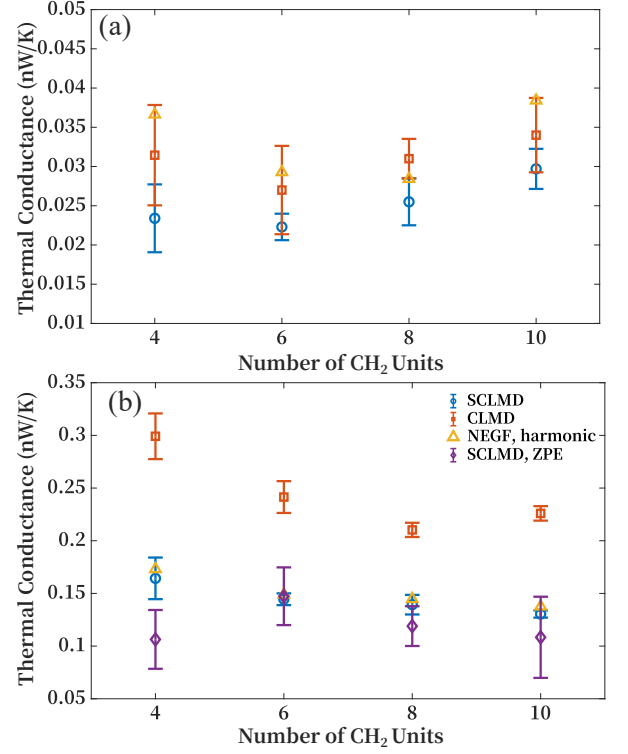 (a)
0.05
0.045
0.04
0.035
0.03
0.025
0.02
0.015
0.01
Thermal Conductance (nW/K)
4 6 8 10
Number of CH₂ Units
(b)
0.35
0.3
0.25
0.2
0.15
0.1
0.05
Thermal Conductance (nW/K)
SCLMD
CLMD
NEGF, harmonic
SCLMD, ZPE
4 6 8 10
Number of CH₂ Units